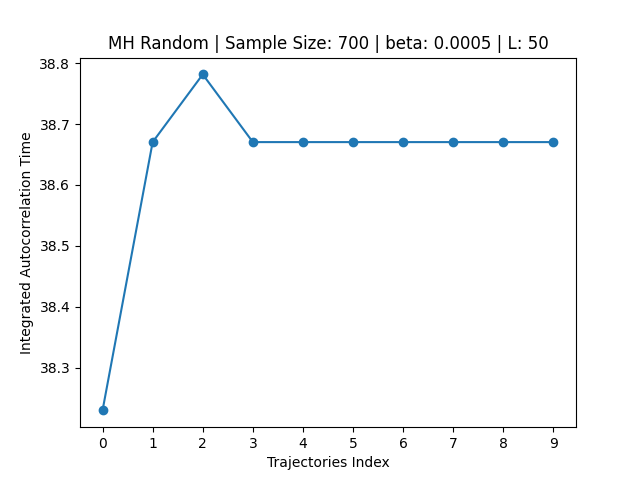 MH Random | Sample Size: 700 | beta: 0.0005 | L: 50
38.8
38.7
38.6
38.5
38.4
38.3
Integrated Autocorrelation Time
0 1 2 3 4 5 6 7 8 9
Trajectories Index